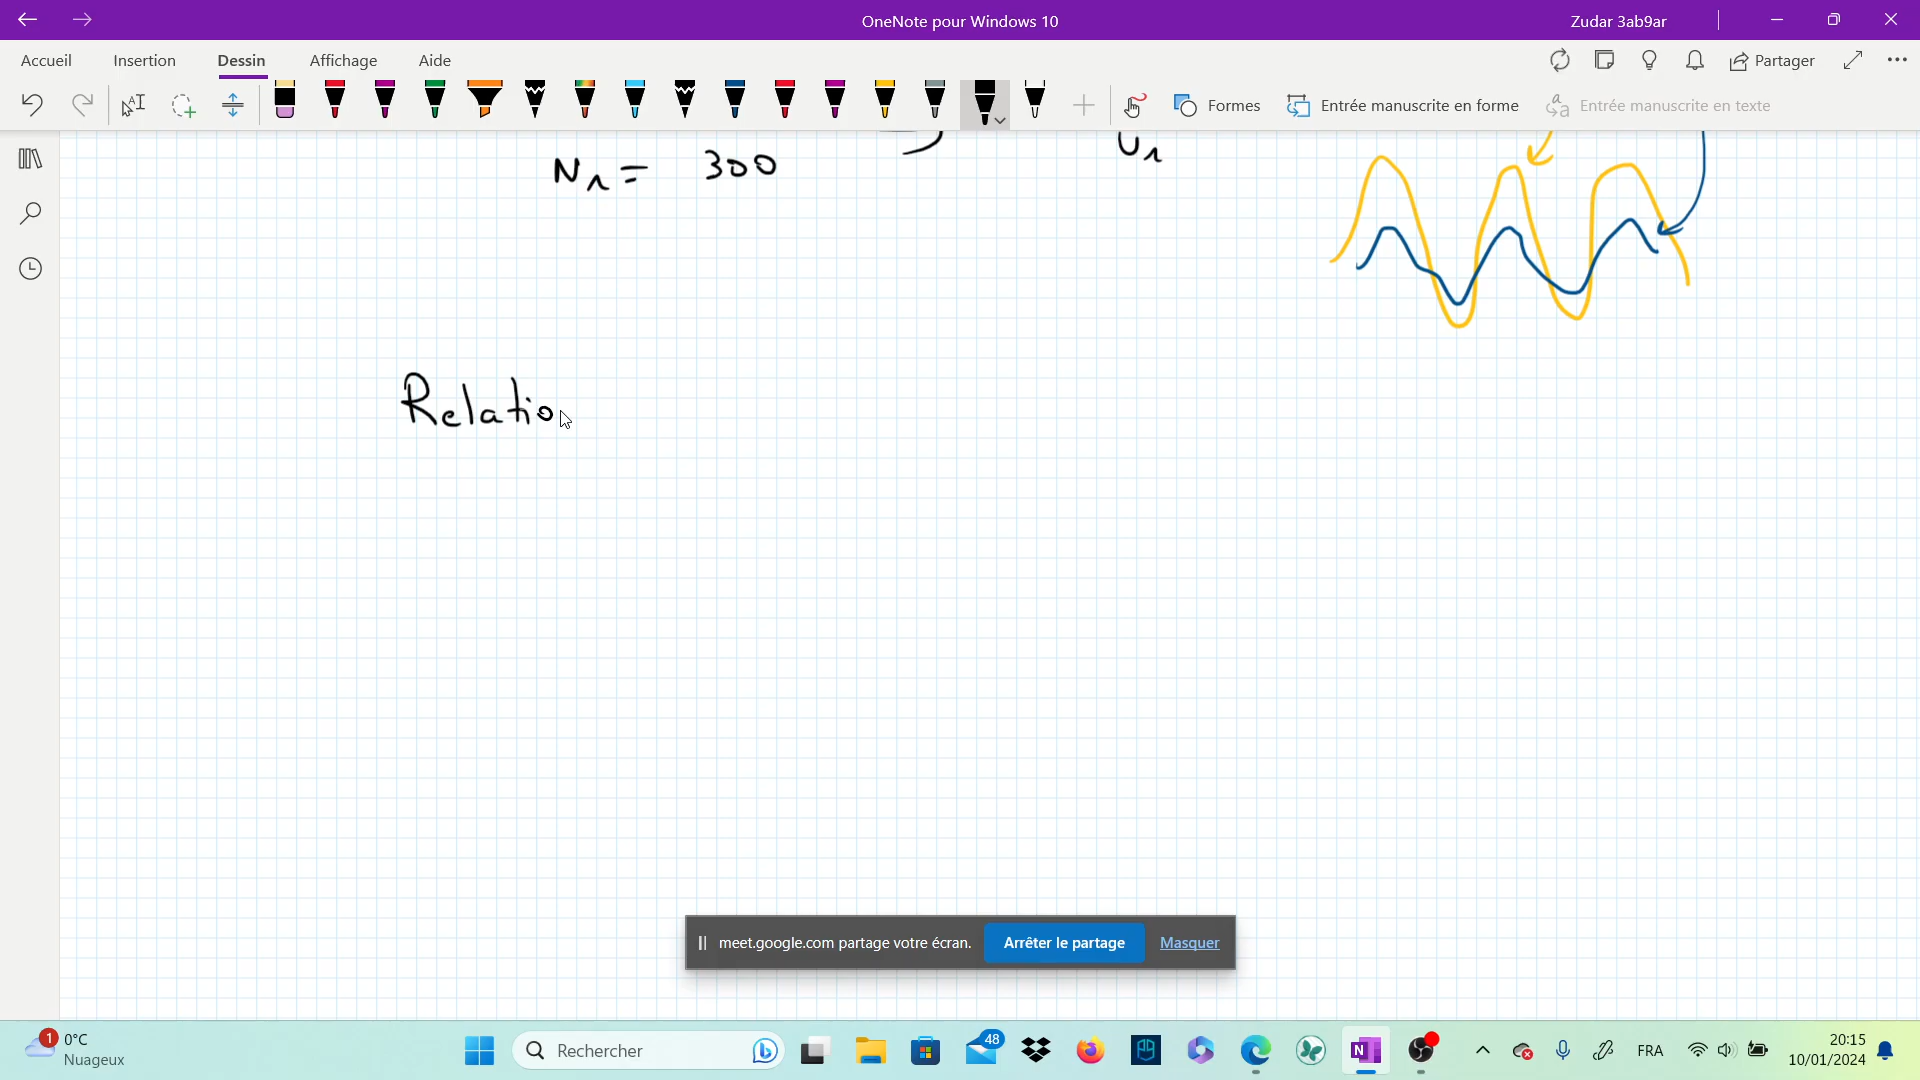 OneNote pour Windows 10
Zudar 3ab9ar
Accueil
Insertion
Dessin
Affichage
Aide
Partager
Formes
Entrée manuscrite en forme
Entrée manuscrite en texte
N1 = 300
U1
Relatio
meet.google.com partage votre écran.
Arrêter le partage
Masquer
1
0°C
Nuageux
Rechercher
48
FRA
20:15
10/01/2024